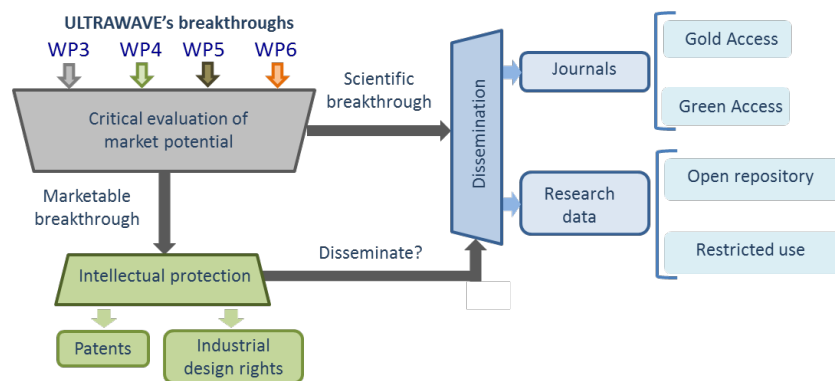 ULTRAWAVE's breakthroughs
WP3 WP4 WP5 WP6
Critical evaluation of
market potential
Scientific
breakthrough
Marketable
breakthrough
Intellectual protection
Disseminate?
Patents
Industrial
design rights
Dissemination
Journals
Gold Access
Green Access
Research
data
Open repository
Restricted use